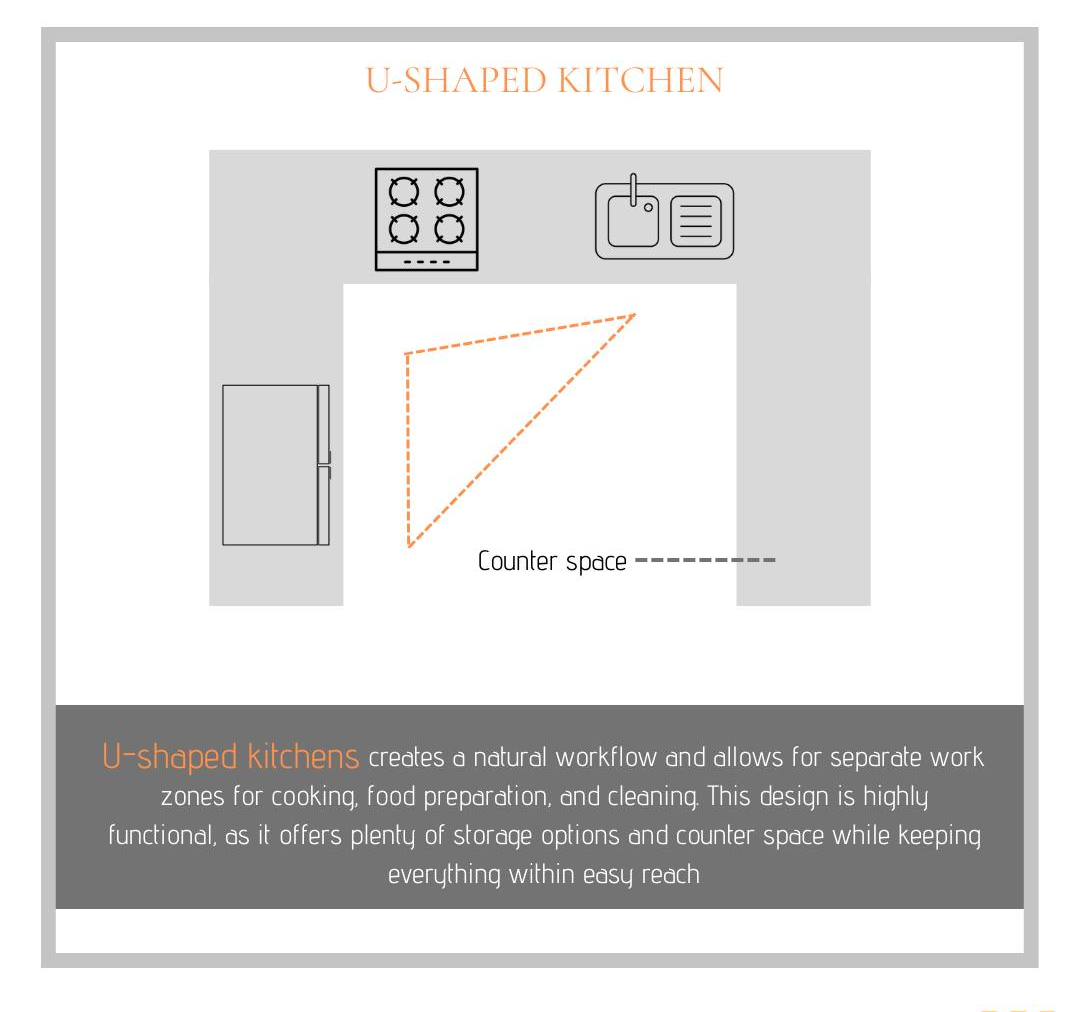 U-SHAPED KITCHEN
Counter space
U-shaped kitchens creates a natural workflow and allows for separate work
zones for cooking, food preparation, and cleaning. This design is highly
functional, as it offers plenty of storage options and counter space while keeping
everything within easy reach